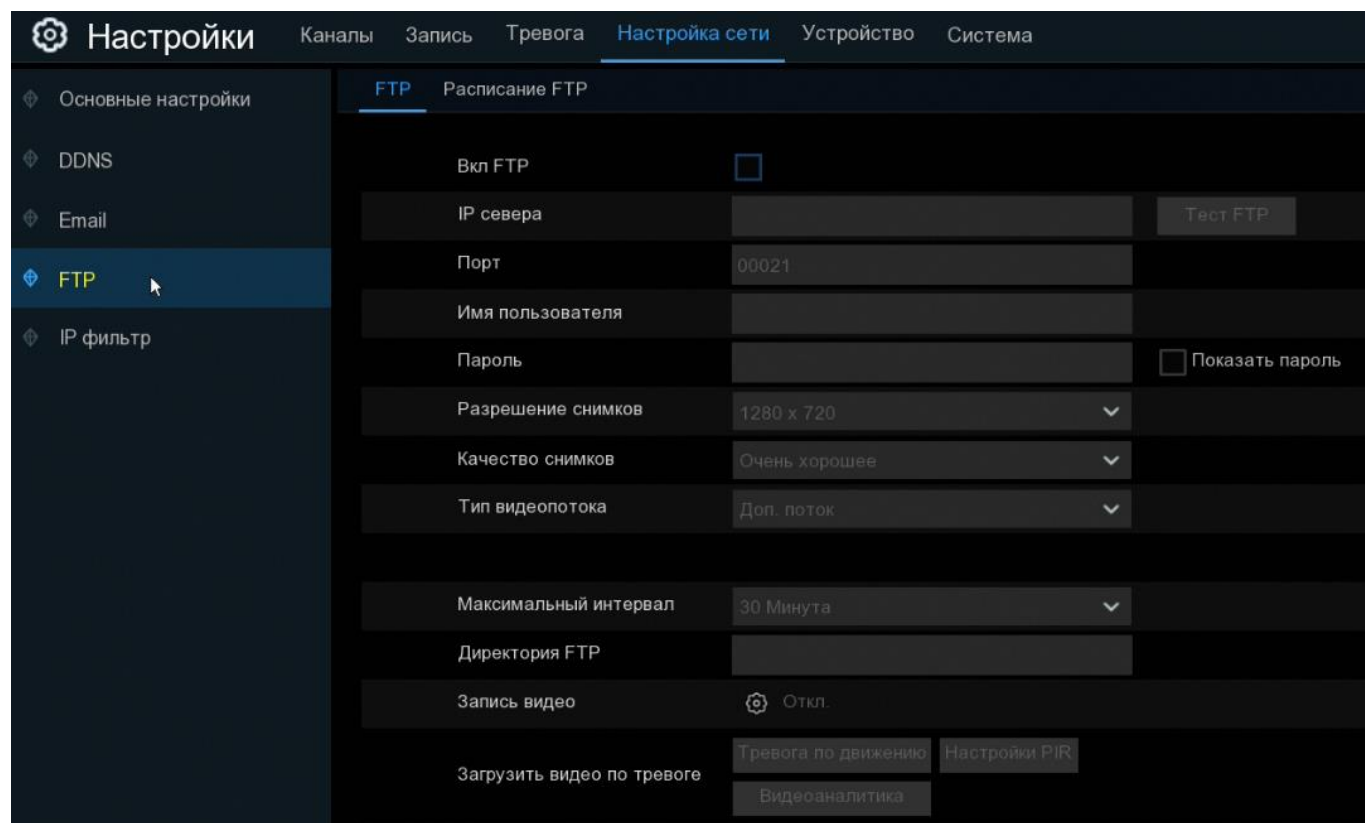 Настройки Каналы Запись Тревога Настройка сети Устройство Система
Основные настройки
DDNS
Email
FTP
IP фильтр
FTP Расписание FTP
Вкл FTP
IP севера Тест FTP
Порт 00021
Имя пользователя
Пароль Показать пароль
Разрешение снимков 1280 x 720
Качество снимков Очень хорошее
Тип видеопотока Доп. поток
Максимальный интервал 30 Минута
Директория FTP
Запись видео Откл.
Загрузить видео по тревоге Тревога по движению Настройки PIR
Видеоаналитика